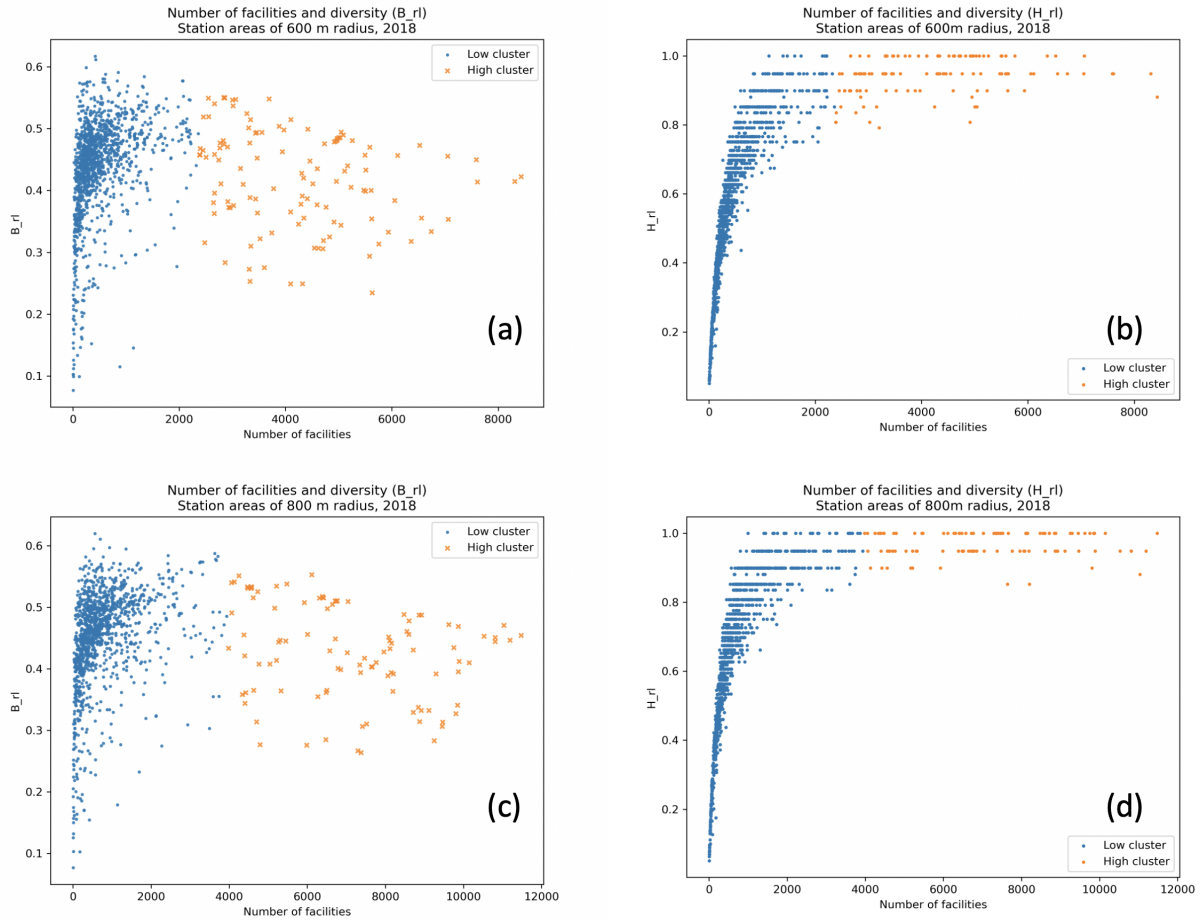 Number of facilities and diversity (B_rl)
Station areas of 600 m radius, 2018
Low cluster
High cluster
0.6
0.5
0.4
0.3
0.2
0.1
B_rl
(a)
0 2000 4000 6000 8000
Number of facilities
Number of facilities and diversity (H_rl)
Station areas of 600m radius, 2018
1.0
0.8
0.6
0.4
0.2
H_rl
(b)
Low cluster
High cluster
0 2000 4000 6000 8000
Number of facilities
Number of facilities and diversity (B_rl)
Station areas of 800 m radius, 2018
Low cluster
High cluster
0.6
0.5
0.4
0.3
0.2
0.1
B_rl
(c)
0 2000 4000 6000 8000 10000 12000
Number of facilities
Number of facilities and diversity (H_rl)
Station areas of 800m radius, 2018
1.0
0.8
0.6
0.4
0.2
H_rl
(d)
Low cluster
High cluster
0 2000 4000 6000 8000 10000 12000
Number of facilities